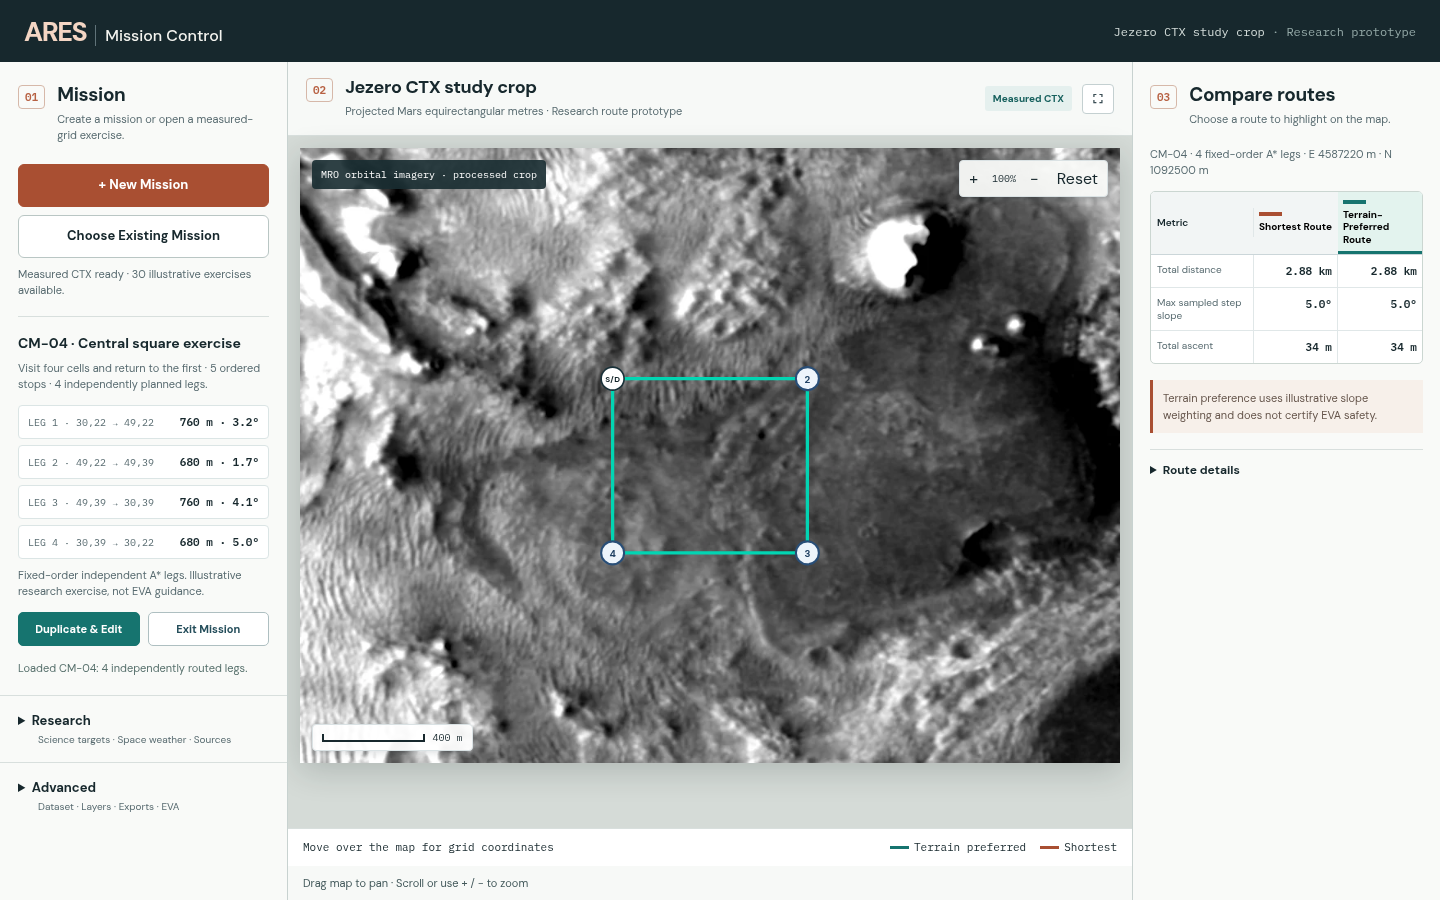 ARES Mission Control
Jezero CTX study crop · Research prototype
01 Mission
Create a mission or open a measured-
grid exercise.
+ New Mission
Choose Existing Mission
Measured CTX ready · 30 illustrative exercises
available.
CM-04 · Central square exercise
Visit four cells and return to the first · 5 ordered
stops · 4 independently planned legs.
LEG 1 · 30,22 → 49,22 760 m · 3.2°
LEG 2 · 49,22 → 49,39 680 m · 1.7°
LEG 3 · 49,39 → 30,39 760 m · 4.1°
LEG 4 · 30,39 → 30,22 680 m · 5.0°
Fixed-order independent A* legs. Illustrative
research exercise, not EVA guidance.
Duplicate & Edit Exit Mission
Loaded CM-04: 4 independently routed legs.
Research
Science targets · Space weather · Sources
Advanced
Dataset · Layers · Exports · EVA
02 Jezero CTX study crop
Projected Mars equirectangular metres · Research route prototype
Measured CTX
MRO orbital imagery · processed crop
+ 100% − Reset
S/D 2
4 3
400 m
Move over the map for grid coordinates
Terrain preferred Shortest
Drag map to pan · Scroll or use + / − to zoom
03 Compare routes
Choose a route to highlight on the map.
CM-04 · 4 fixed-order A* legs · E 4587220 m · N
1092500 m
Metric Shortest Route Terrain-
Preferred
Route
Total distance 2.88 km 2.88 km
Max sampled step
slope 5.0° 5.0°
Total ascent 34 m 34 m
Terrain preference uses illustrative slope
weighting and does not certify EVA safety.
Route details